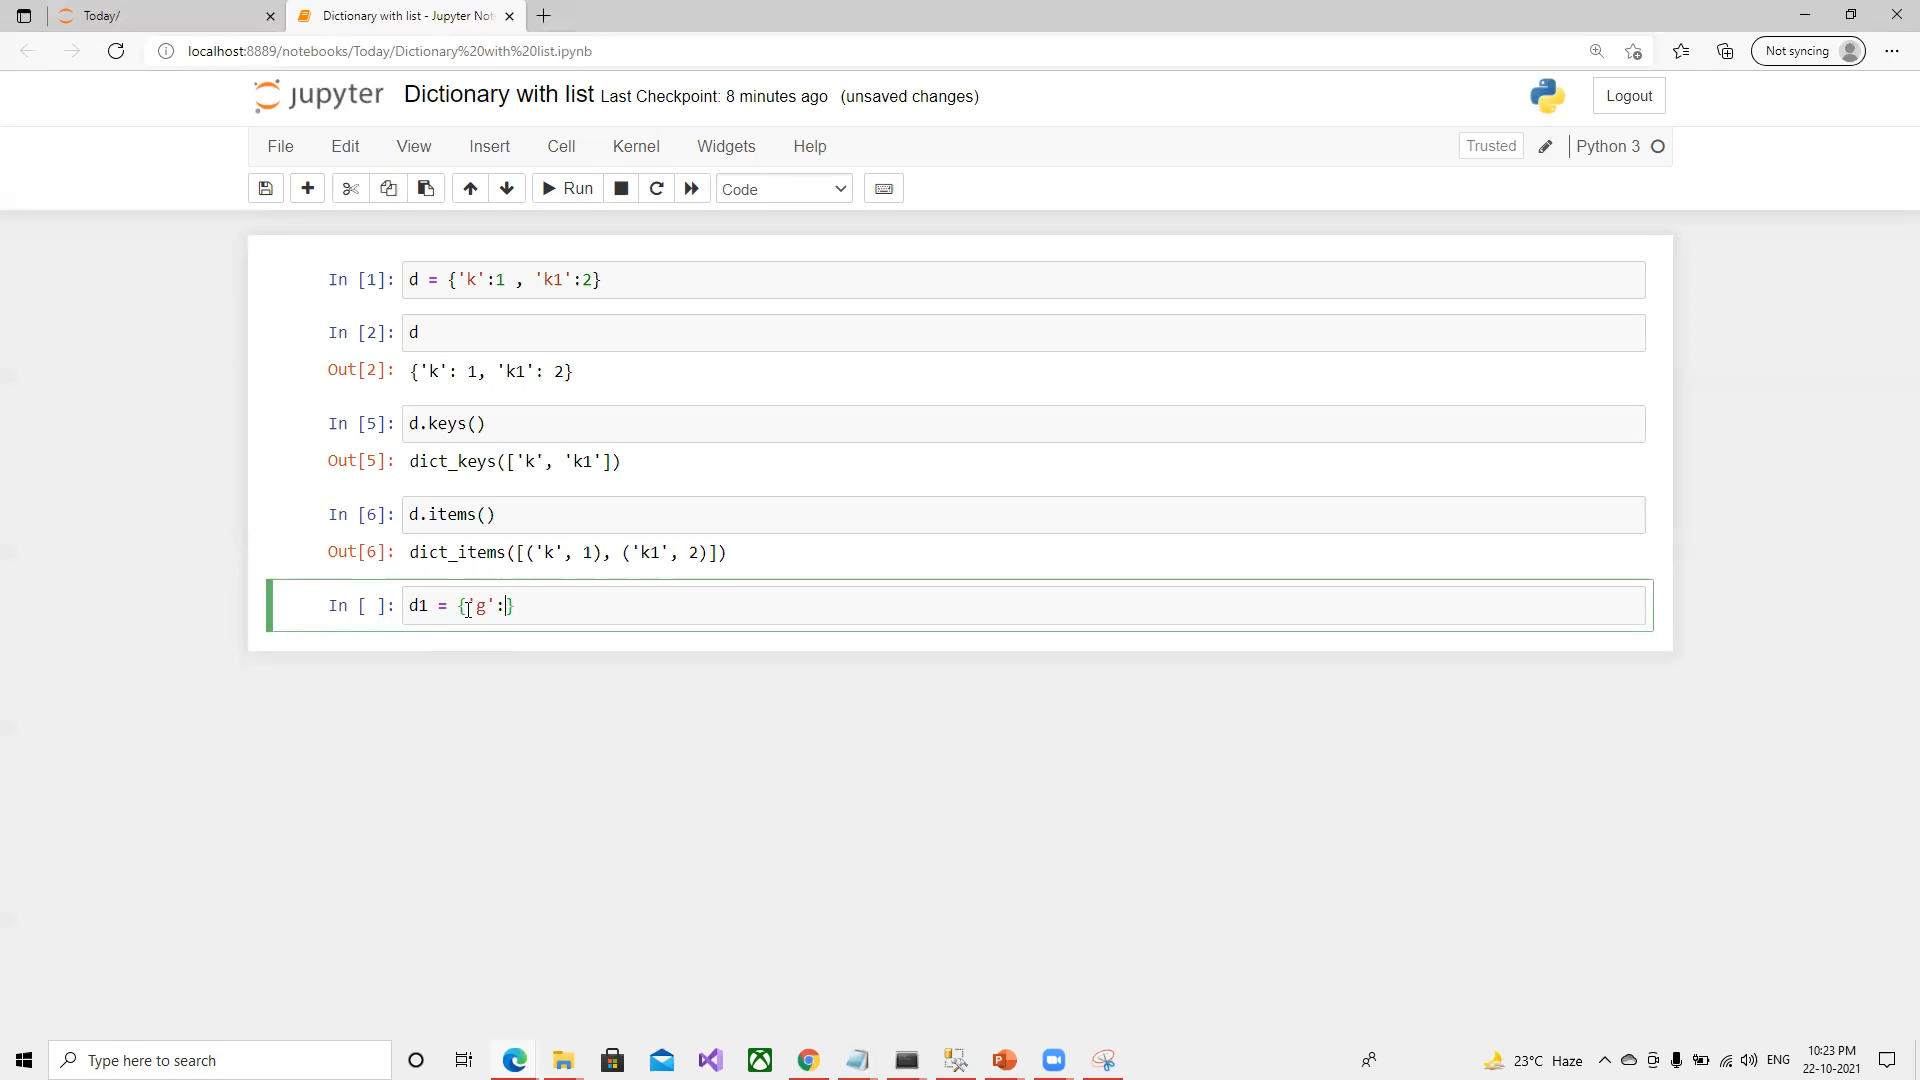 Today/
Dictionary with list - Jupyter Not
localhost:8889/notebooks/Today/Dictionary%20with%20list.ipynb
Not syncing
jupyter Dictionary with list Last Checkpoint: 8 minutes ago (unsaved changes)
Logout
File Edit View Insert Cell Kernel Widgets Help
Trusted
Python 3
Run
Code
In [1]: d = {'k':1 , 'k1':2}
In [2]: d
Out[2]: {'k': 1, 'k1': 2}
In [5]: d.keys()
Out[5]: dict_keys(['k', 'k1'])
In [6]: d.items()
Out[6]: dict_items([('k', 1), ('k1', 2)])
In [ ]: d1 = {'g':}
Type here to search
23°C Haze
ENG
10:23 PM
22-10-2021